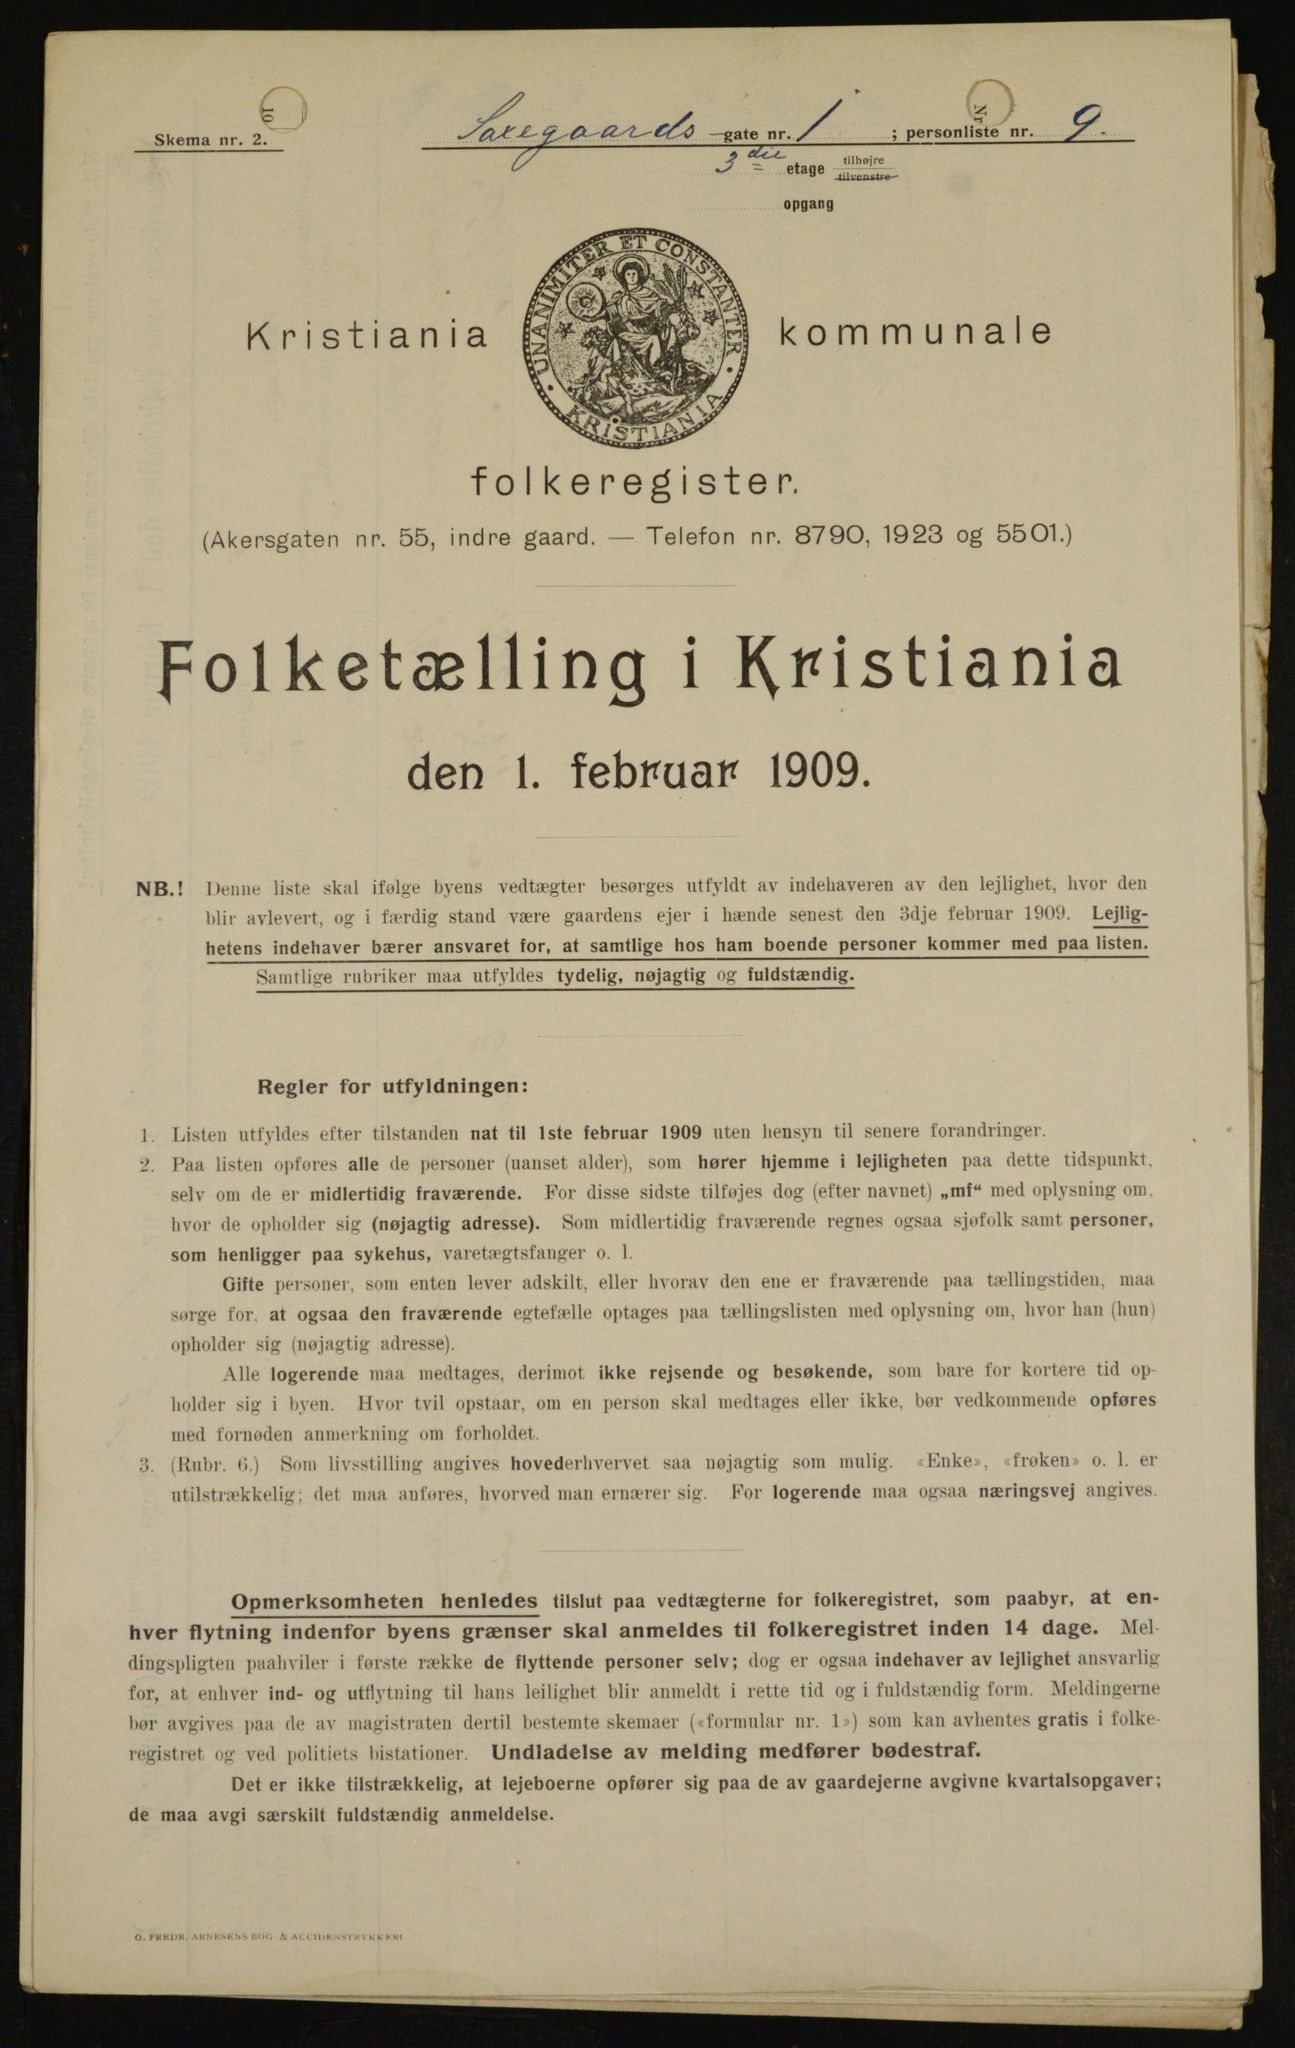 Skema nr. 2.
10
Saxegaards gate nr. 1 ; personliste nr. 9.
Nr
3die etage tilhøjre
tilvenstre
opgang
UNANIMITER ET CONSTANTER
KRISTIANIA
Kristiania kommunale
folkeregister.
(Akersgaten nr. 55, indre gaard. — Telefon nr. 8790, 1923 og 5501.)
Folketælling i Kristiania
den 1. februar 1909.
NB.! Denne liste skal ifølge byens vedtægter besørges utfyldt av indehaveren av den lejlighet, hvor den
blir avlevert, og i færdig stand være gaardens ejer i hænde senest den 3dje februar 1909. Lejlig-
hetens indehaver bærer ansvaret for, at samtlige hos ham boende personer kommer med paa listen.
Samtlige rubriker maa utfyldes tydelig, nøjagtig og fuldstændig.
Regler for utfyldningen:
1. Listen utfyldes efter tilstanden nat til 1ste februar 1909 uten hensyn til senere forandringer.
2. Paa listen opføres alle de personer (uanset alder), som hører hjemme i lejligheten paa dette tidspunkt,
selv om de er midlertidig fraværende. For disse sidste tilføjes dog (efter navnet) „mf“ med oplysning om,
hvor de opholder sig (nøjagtig adresse). Som midlertidig fraværende regnes ogsaa sjøfolk samt personer,
som henligger paa sykehus, varetægtsfanger o. l.
Gifte personer, som enten lever adskilt, eller hvorav den ene er fraværende paa tællingstiden, maa
sørge for, at ogsaa den fraværende egtefælle optages paa tællingslisten med oplysning om, hvor han (hun)
opholder sig (nøjagtig adresse).
Alle logerende maa medtages, derimot ikke rejsende og besøkende, som bare for kortere tid op-
holder sig i byen. Hvor tvil opstaar, om en person skal medtages eller ikke, bør vedkommende opføres
med fornøden anmerkning om forholdet.
3. (Rubr. 6.) Som livsstilling angives hovederhvervet saa nøjagtig som mulig. «Enke», «frøken» o. l. er
utilstrækkelig; det maa anføres, hvorved man ernærer sig. For logerende maa ogsaa næringsvej angives.
Opmerksomheten henledes tilslut paa vedtægterne for folkeregistret, som paabyr, at en-
hver flytning indenfor byens grænser skal anmeldes til folkeregistret inden 14 dage. Mel-
dingspligten paahviler i første række de flyttende personer selv; dog er ogsaa indehaver av lejlighet ansvarlig
for, at enhver ind- og utflytning til hans leilighet blir anmeldt i rette tid og i fuldstændig form. Meldingerne
bør avgives paa de av magistraten dertil bestemte skemaer («formular nr. 1») som kan avhentes gratis i folke-
registret og ved politiets bistationer. Undladelse av melding medfører bødestraf.
Det er ikke tilstrækkelig, at lejeboerne opfører sig paa de av gaardejerne avgivne kvartalsopgaver;
de maa avgi særskilt fuldstændig anmeldelse.
O. FREDR. ARNESENS BOG- & ACCIDENSTRYKKERI